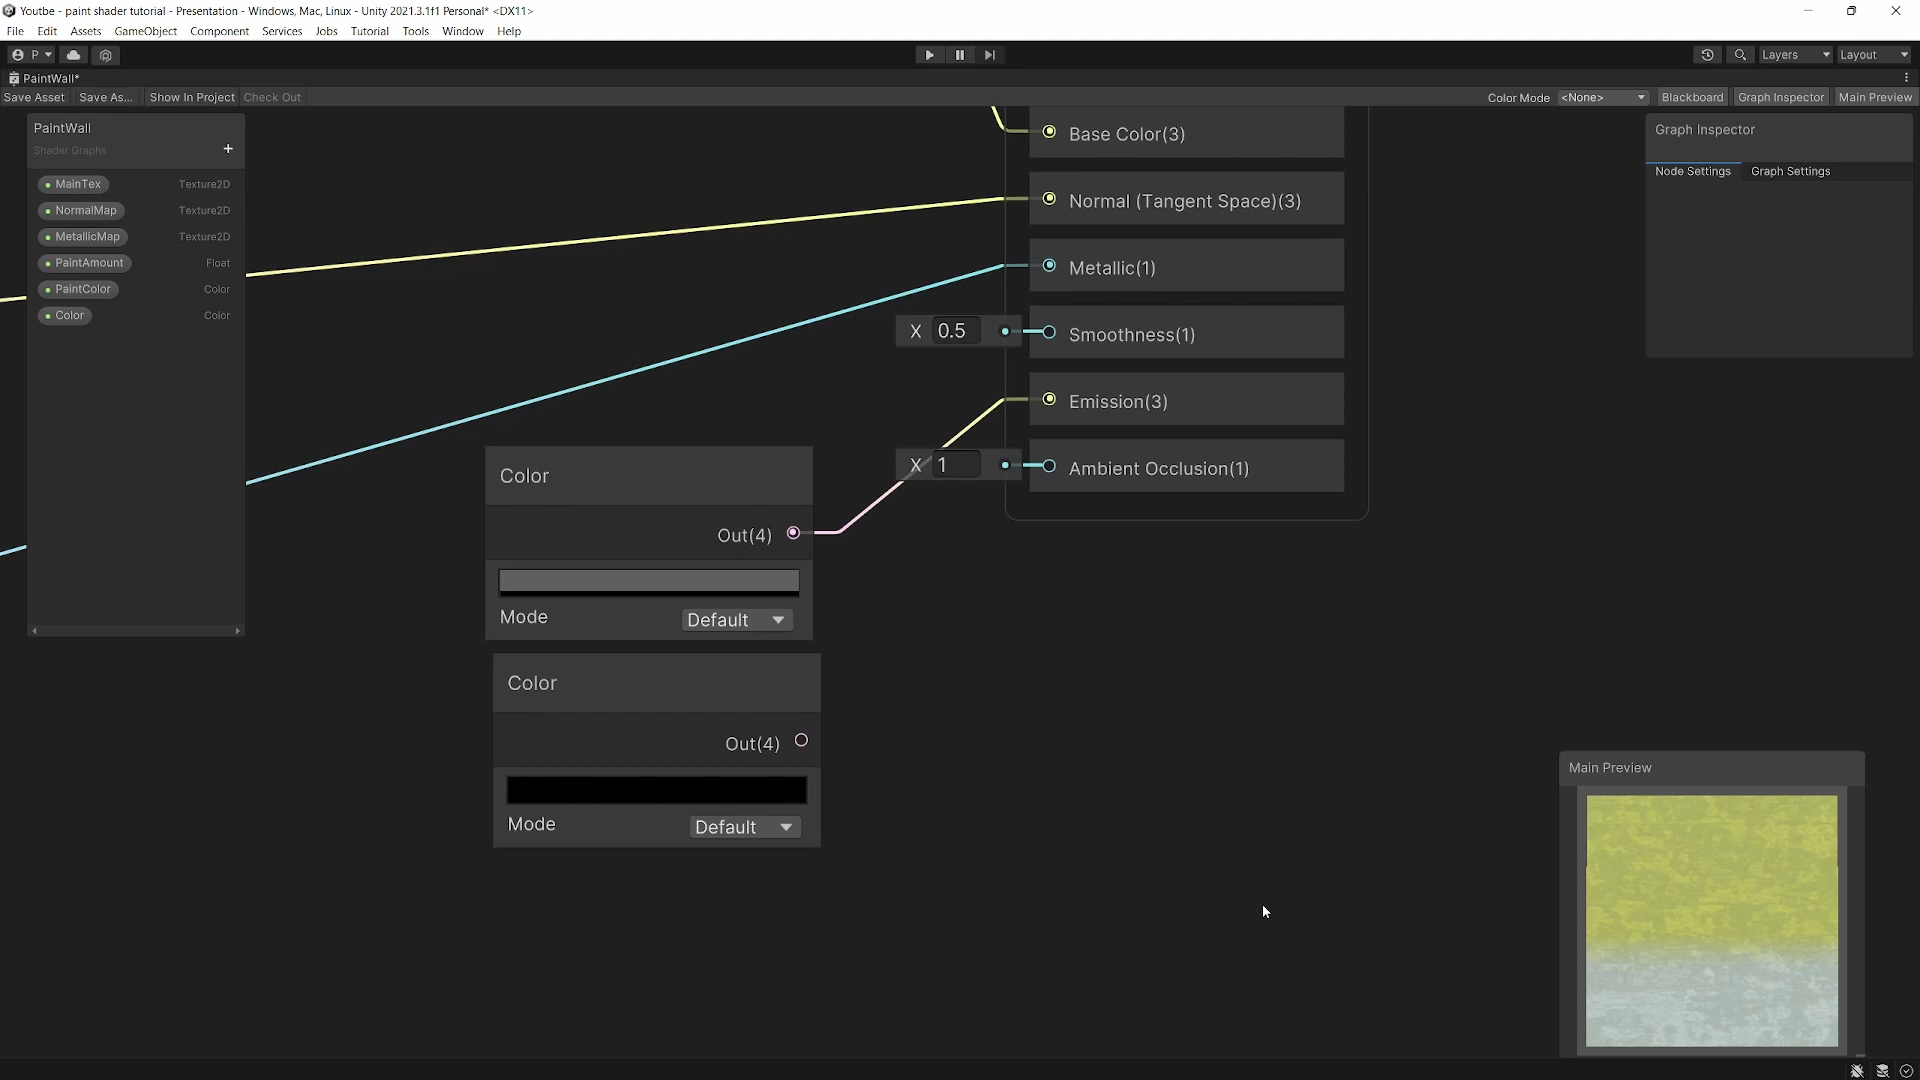 Youtbe - paint shader tutorial - Presentation - Windows, Mac, Linux - Unity 2021.3.1f1 Personal* <DX11>
File Edit Assets GameObject Component Services Jobs Tutorial Tools Window Help
P Layers Layout
PaintWall*
Save Asset Save As... Show In Project Check Out Color Mode <None> Blackboard Graph Inspector Main Preview
PaintWall
Shader Graphs +
MainTex Texture2D
NormalMap Texture2D
MetallicMap Texture2D
PaintAmount Float
PaintColor Color
Color Color
Base Color(3)
Normal (Tangent Space)(3)
Metallic(1)
X 0.5 Smoothness(1)
Emission(3)
X 1 Ambient Occlusion(1)
Color
Out(4)
Mode Default
Color
Out(4)
Mode Default
Graph Inspector
Node Settings Graph Settings
Main Preview